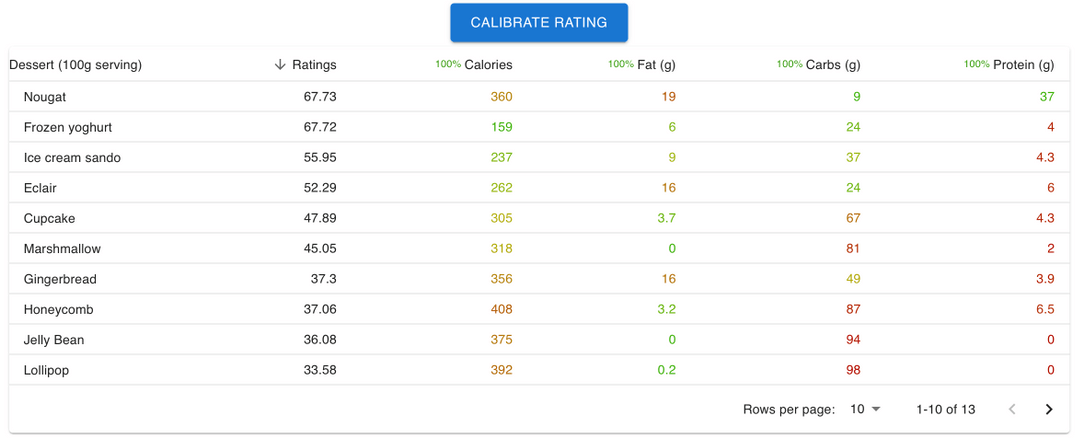 CALIBRATE RATING
Dessert (100g serving) Ratings 100% Calories 100% Fat (g) 100% Carbs (g) 100% Protein (g)
Nougat 67.73 360 19 9 37
Frozen yoghurt 67.72 159 6 24 4
Ice cream sando 55.95 237 9 37 4.3
Eclair 52.29 262 16 24 6
Cupcake 47.89 305 3.7 67 4.3
Marshmallow 45.05 318 0 81 2
Gingerbread 37.3 356 16 49 3.9
Honeycomb 37.06 408 3.2 87 6.5
Jelly Bean 36.08 375 0 94 0
Lollipop 33.58 392 0.2 98 0
Rows per page: 10 1-10 of 13